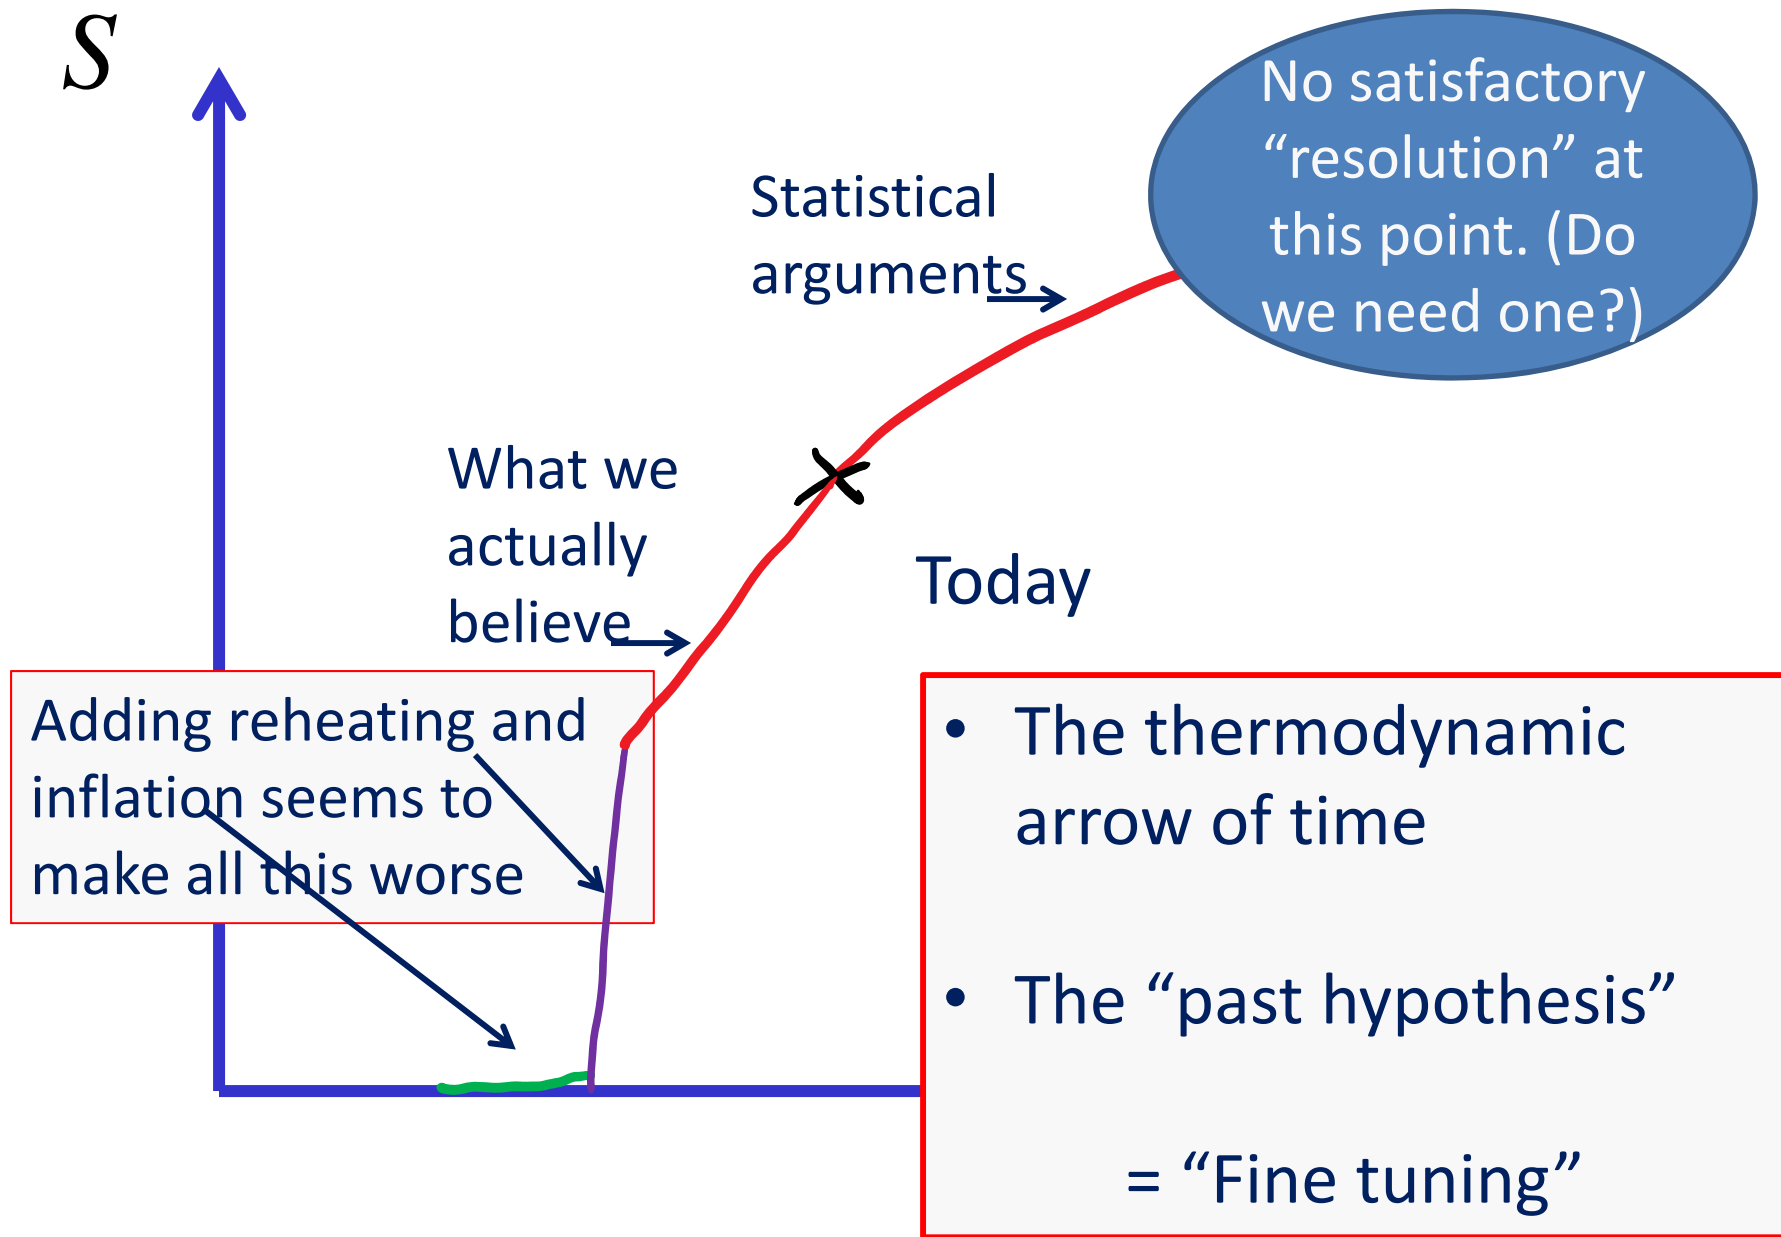 S
No satisfactory
“resolution” at
this point. (Do
we need one?)
Statistical
arguments
What we
actually
believe
Today
Adding reheating and
inflation seems to
make all this worse
• The thermodynamic
arrow of time
• The “past hypothesis”
= “Fine tuning”